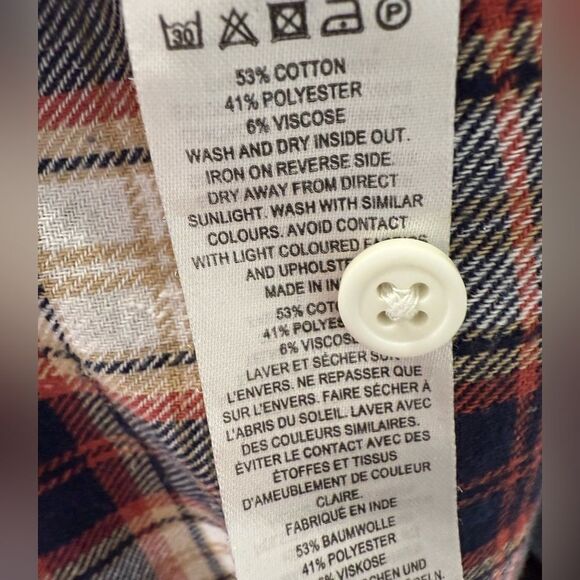 30
P
53% COTTON
41% POLYESTER
6% VISCOSE
WASH AND DRY INSIDE OUT.
IRON ON REVERSE SIDE.
DRY AWAY FROM DIRECT
SUNLIGHT. WASH WITH SIMILAR
COLOURS. AVOID CONTACT
WITH LIGHT COLOURED
AND
MADE IN
53%
41%
6%
LAVER ET SÉCHER
L'ENVERS. NE REPASSER QUE
SUR L'ENVERS. FAIRE SÉCHER À
L'ABRIS DU SOLEIL. LAVER AVEC
DES COULEURS SIMILAIRES.
ÉVITER LE CONTACT AVEC DES
ÉTOFFES ET TISSUS
D'AMEUBLEMENT DE COULEUR
CLAIRE.
FABRIQUÉ EN INDE
53% BAUMWOLLE
41% POLYESTER
VISKOSE